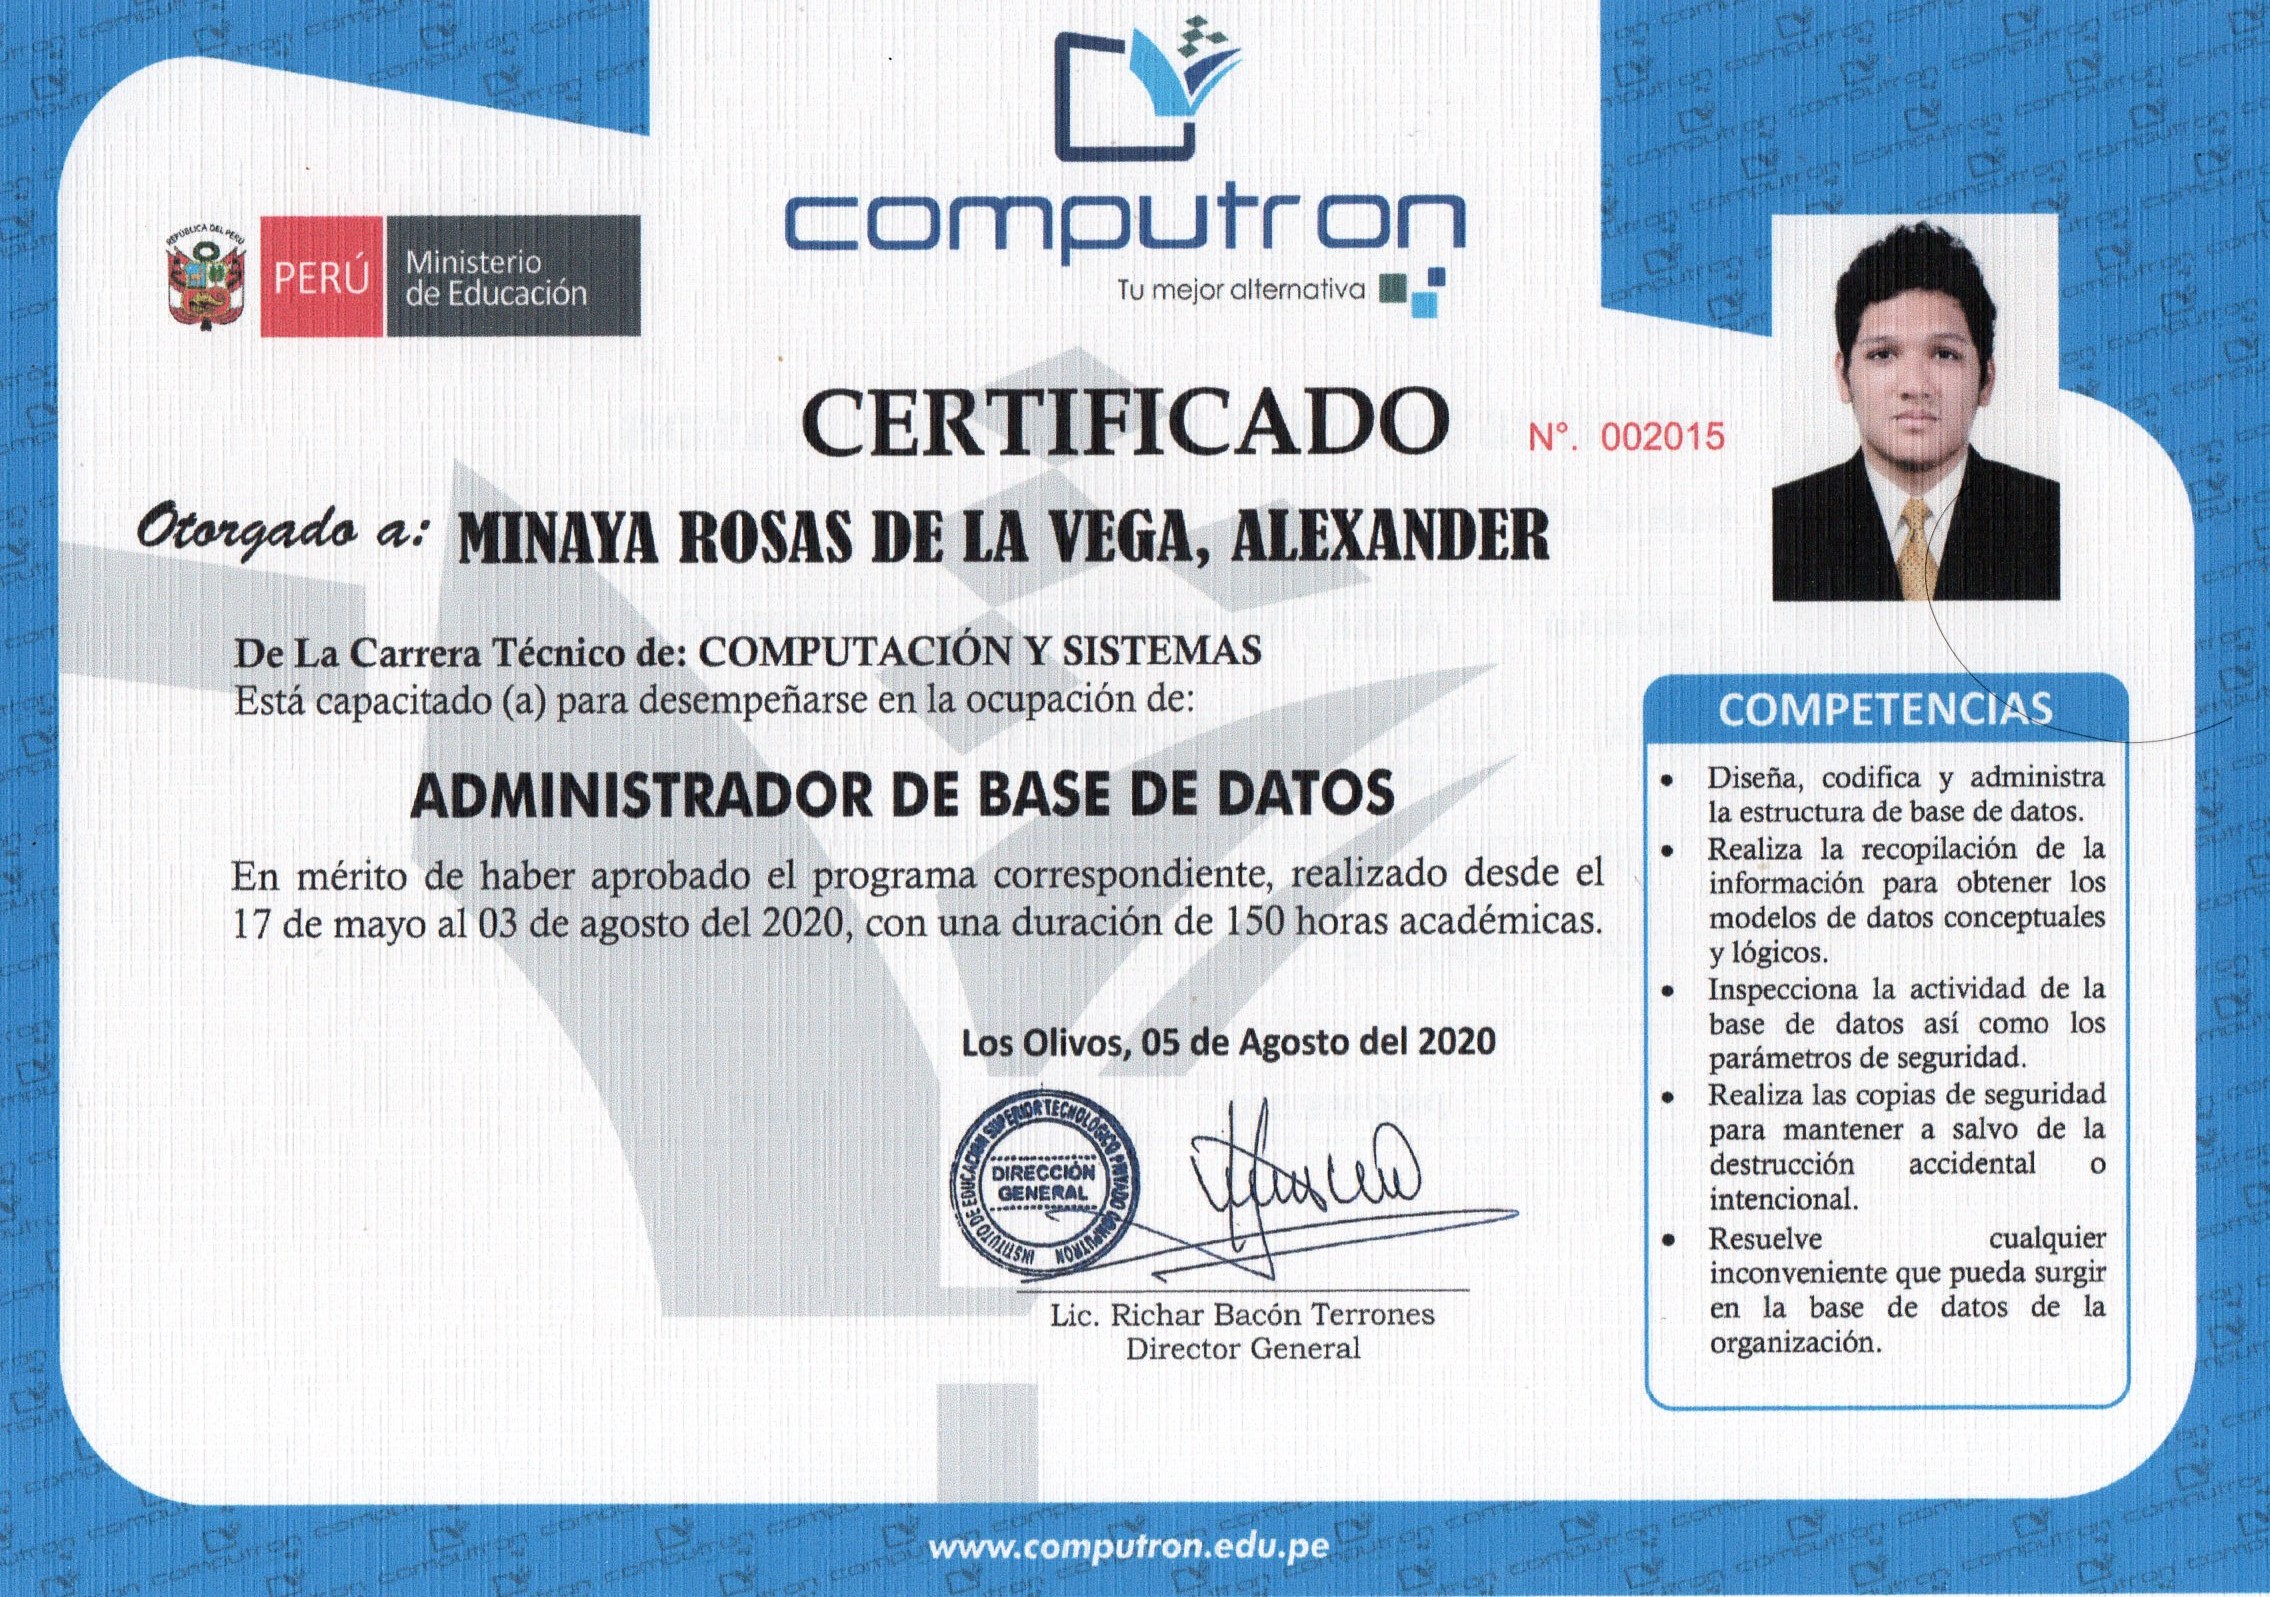 computron
Tu mejor alternativa
REPÚBLICA DEL PERÚ
PERÚ
Ministerio
de Educación
CERTIFICADO
N°. 002015
Otorgado a: MINAYA ROSAS DE LA VEGA, ALEXANDER
De La Carrera Técnico de: COMPUTACIÓN Y SISTEMAS
Está capacitado (a) para desempeñarse en la ocupación de:
ADMINISTRADOR DE BASE DE DATOS
En mérito de haber aprobado el programa correspondiente, realizado desde el
17 de mayo al 03 de agosto del 2020, con una duración de 150 horas académicas.
Los Olivos, 05 de Agosto del 2020
INSTITUTO DE EDUCACION SUPERIOR TECNOLOGICO PRIVADO COMPUTRON
DIRECCIÓN
GENERAL
Lic. Richar Bacón Terrones
Director General
COMPETENCIAS
• Diseña, codifica y administra
la estructura de base de datos.
• Realiza la recopilación de la
información para obtener los
modelos de datos conceptuales
y lógicos.
• Inspecciona la actividad de la
base de datos así como los
parámetros de seguridad.
• Realiza las copias de seguridad
para mantener a salvo de la
destrucción accidental o
intencional.
• Resuelve cualquier
inconveniente que pueda surgir
en la base de datos de la
organización.
www.computron.edu.pe